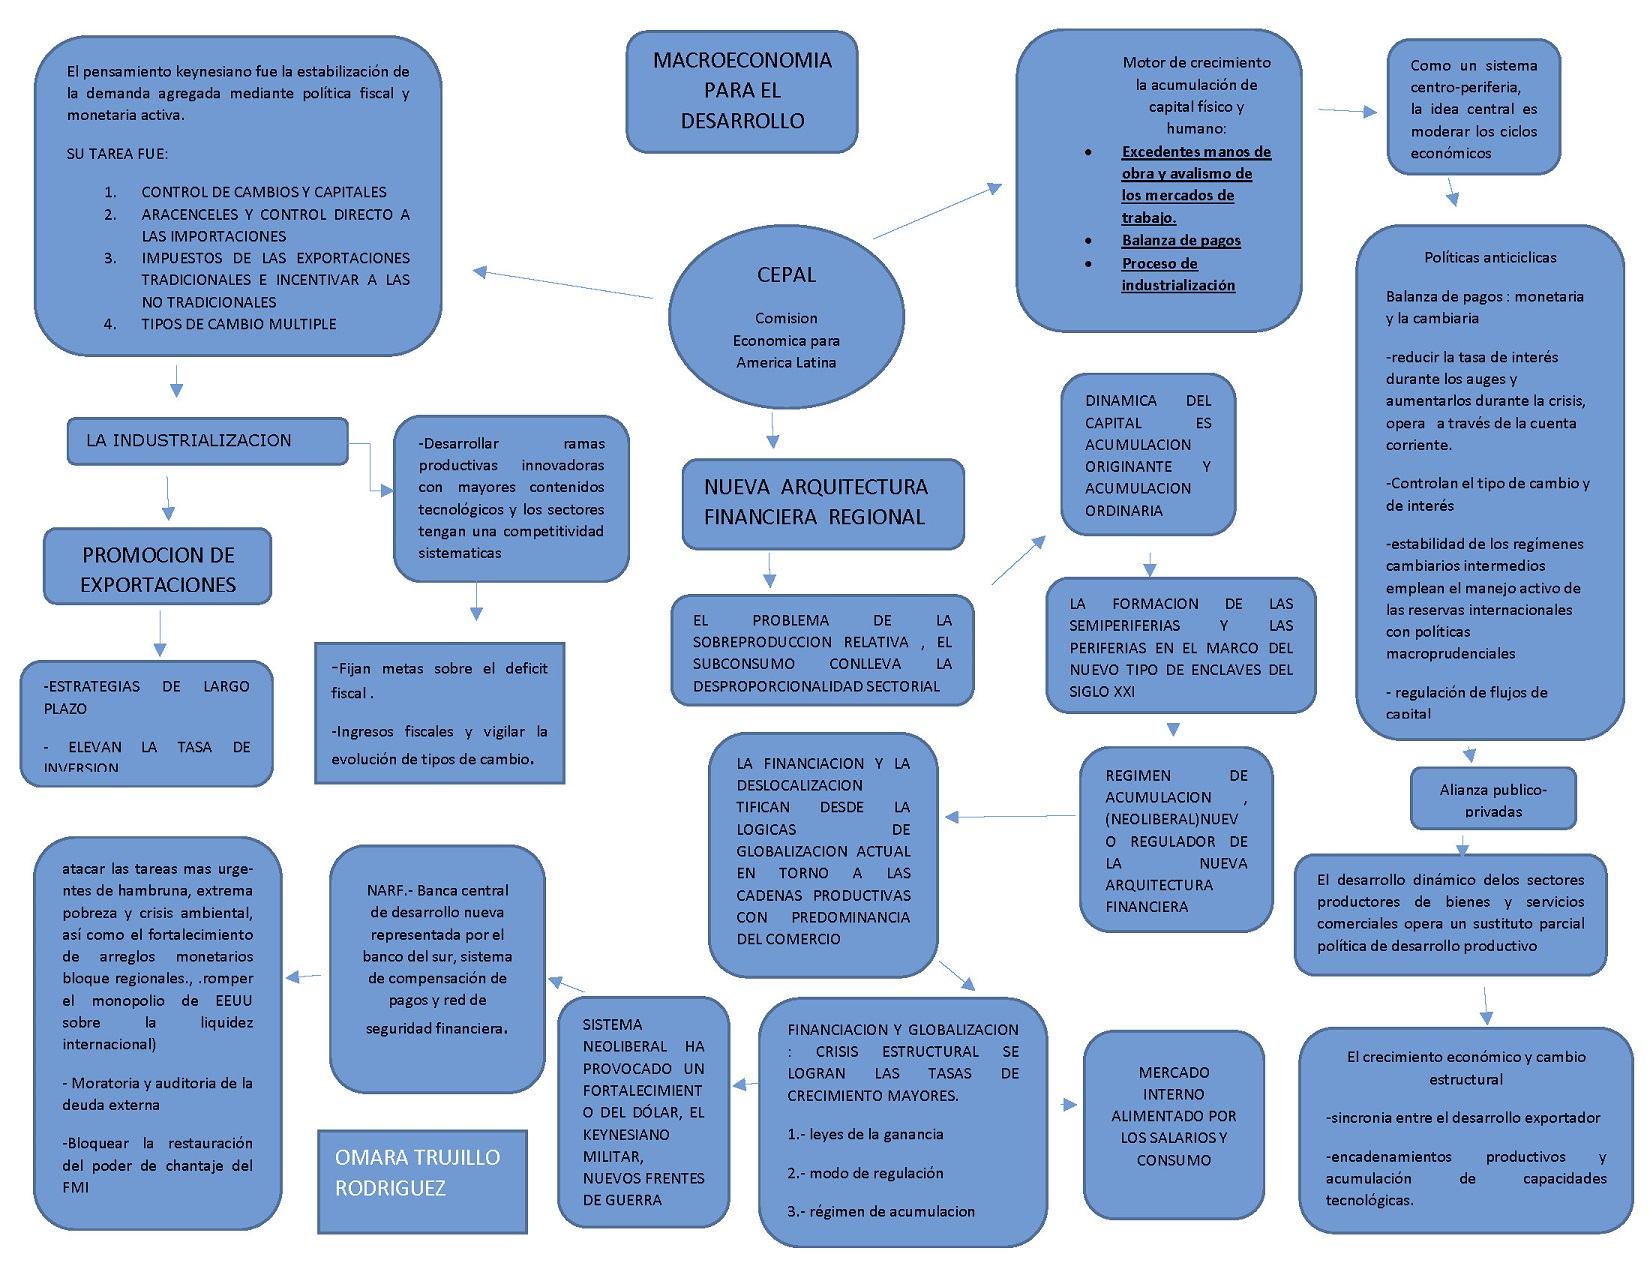 MACROECONOMIA
PARA EL
DESARROLLO
El pensamiento keynesiano fue la estabilización de
la demanda agregada mediante política fiscal y
monetaria activa.
SU TAREA FUE:
1. CONTROL DE CAMBIOS Y CAPITALES
2. ARACENCELES Y CONTROL DIRECTO A
LAS IMPORTACIONES
3. IMPUESTOS DE LAS EXPORTACIONES
TRADICIONALES E INCENTIVAR A LAS
NO TRADICIONALES
4. TIPOS DE CAMBIO MULTIPLE
CEPAL
Comision
Economica para
America Latina
Motor de crecimiento
la acumulación de
capital físico y
humano:
• Excedentes manos de
obra y avalismo de
los mercados de
trabajo.
• Balanza de pagos
• Proceso de
industrialización
Como un sistema
centro-periferia,
la idea central es
moderar los ciclos
económicos
Políticas anticiclicas
Balanza de pagos : monetaria
y la cambiaria
-reducir la tasa de interés
durante los auges y
aumentarlos durante la crisis,
opera a través de la cuenta
corriente.
-Controlan el tipo de cambio y
de interés
-estabilidad de los regímenes
cambiarios intermedios
emplean el manejo activo de
las reservas internacionales
con políticas
macroprudenciales
- regulación de flujos de
capital
LA INDUSTRIALIZACION
-Desarrollar ramas
productivas innovadoras
con mayores contenidos
tecnológicos y los sectores
tengan una competitividad
sistematicas
PROMOCION DE
EXPORTACIONES
-ESTRATEGIAS DE LARGO
PLAZO
- ELEVAN LA TASA DE
INVERSION
-Fijan metas sobre el deficit
fiscal .
-Ingresos fiscales y vigilar la
evolución de tipos de cambio.
NUEVA ARQUITECTURA
FINANCIERA REGIONAL
EL PROBLEMA DE LA
SOBREPRODUCCION RELATIVA , EL
SUBCONSUMO CONLLEVA LA
DESPROPORCIONALIDAD SECTORIAL
DINAMICA DEL
CAPITAL ES
ACUMULACION
ORIGINANTE Y
ACUMULACION
ORDINARIA
LA FORMACION DE LAS
SEMIPERIFERIAS Y LAS
PERIFERIAS EN EL MARCO DEL
NUEVO TIPO DE ENCLAVES DEL
SIGLO XXI
REGIMEN DE
ACUMULACION ,
(NEOLIBERAL)NUEV
O REGULADOR DE
LA NUEVA
ARQUITECTURA
FINANCIERA
LA FINANCIACION Y LA
DESLOCALIZACION
TIFICAN DESDE LA
LOGICAS DE
GLOBALIZACION ACTUAL
EN TORNO A LAS
CADENAS PRODUCTIVAS
CON PREDOMINANCIA
DEL COMERCIO
Alianza publico-
privadas
El desarrollo dinámico delos sectores
productores de bienes y servicios
comerciales opera un sustituto parcial
política de desarrollo productivo
El crecimiento económico y cambio
estructural
-sincronia entre el desarrollo exportador
-encadenamientos productivos y
acumulación de capacidades
tecnológicas.
FINANCIACION Y GLOBALIZACION
: CRISIS ESTRUCTURAL SE
LOGRAN LAS TASAS DE
CRECIMIENTO MAYORES.
1.- leyes de la ganancia
2.- modo de regulación
3.- régimen de acumulacion
MERCADO
INTERNO
ALIMENTADO POR
LOS SALARIOS Y
CONSUMO
SISTEMA
NEOLIBERAL HA
PROVOCADO UN
FORTALECIMIENT
O DEL DÓLAR, EL
KEYNESIANO
MILITAR,
NUEVOS FRENTES
DE GUERRA
NARF.- Banca central
de desarrollo nueva
representada por el
banco del sur, sistema
de compensación de
pagos y red de
seguridad financiera.
atacar las tareas mas urge-
ntes de hambruna, extrema
pobreza y crisis ambiental,
así como el fortalecimiento
de arreglos monetarios
bloque regionales., .romper
el monopolio de EEUU
sobre la liquidez
internacional)
- Moratoria y auditoria de la
deuda externa
-Bloquear la restauración
del poder de chantaje del
FMI
OMARA TRUJILLO
RODRIGUEZ